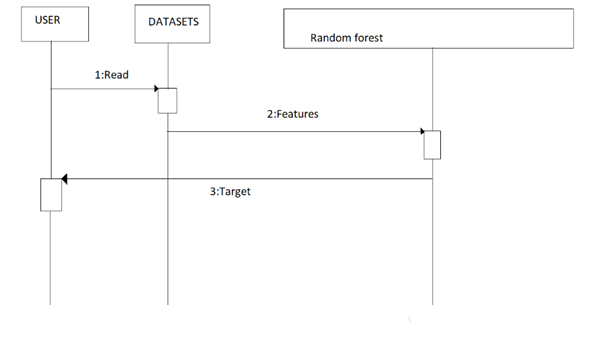 USER
DATASETS
Random forest
1:Read
2:Features
3:Target